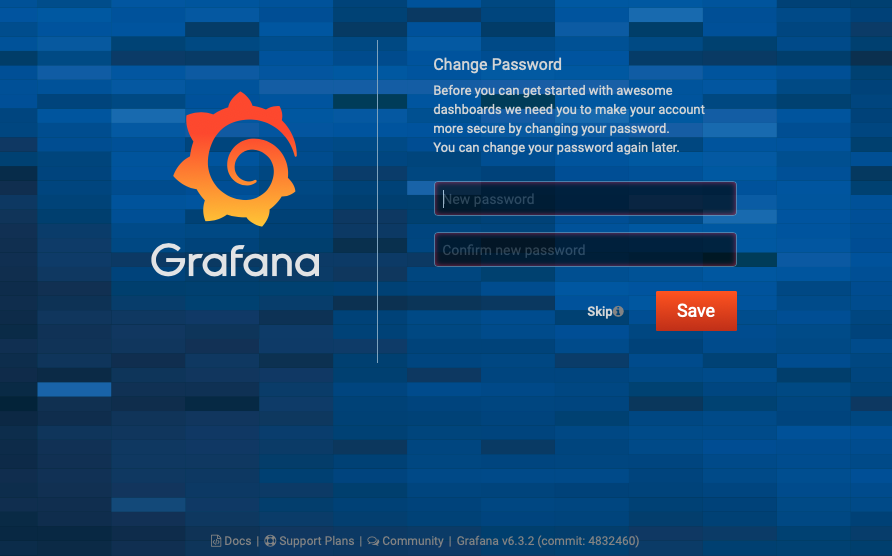 Change Password
Before you can get started with awesome
dashboards we need you to make your account
more secure by changing your password.
You can change your password again later.
New password
Grafana
Confirm new password
Skip
Save
Docs | Support Plans | Community | Grafana v6.3.2 (commit: 4832460)